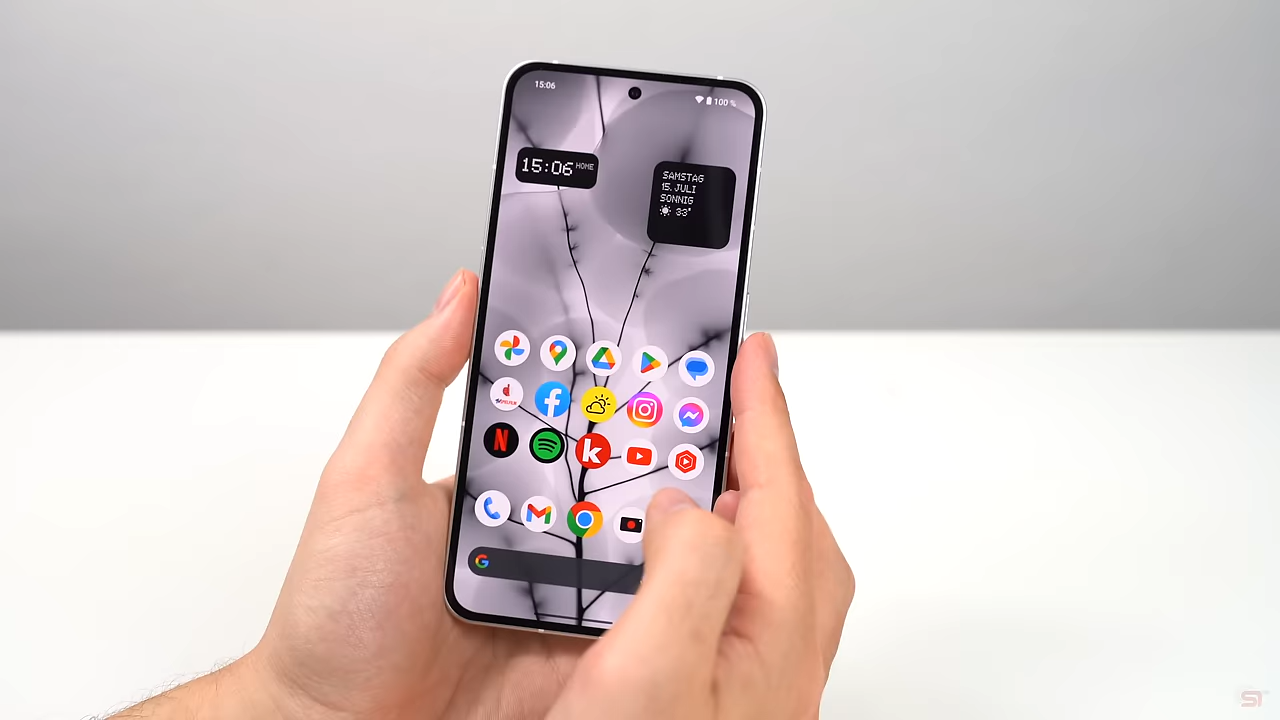 15:06
100 %
15:06 HOME
SAMSTAG
15. JULI
SONNIG
33°